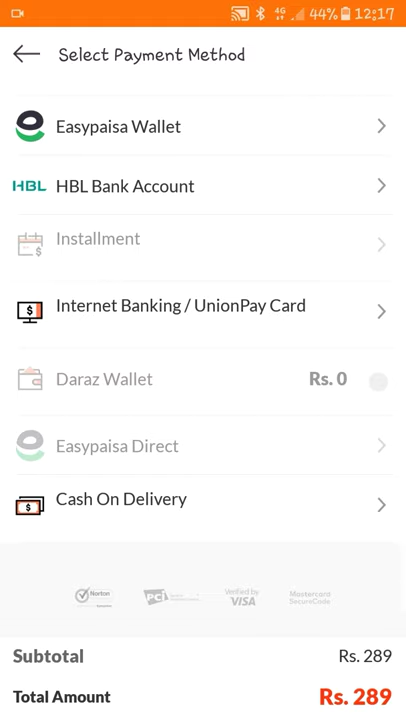 4G 44% 12:17
Select Payment Method
Easypaisa Wallet
HBL HBL Bank Account
Installment
Internet Banking / UnionPay Card
Daraz Wallet Rs. 0
Easypaisa Direct
Cash On Delivery
Norton PCI Verified by VISA Mastercard SecureCode
Subtotal Rs. 289
Total Amount Rs. 289